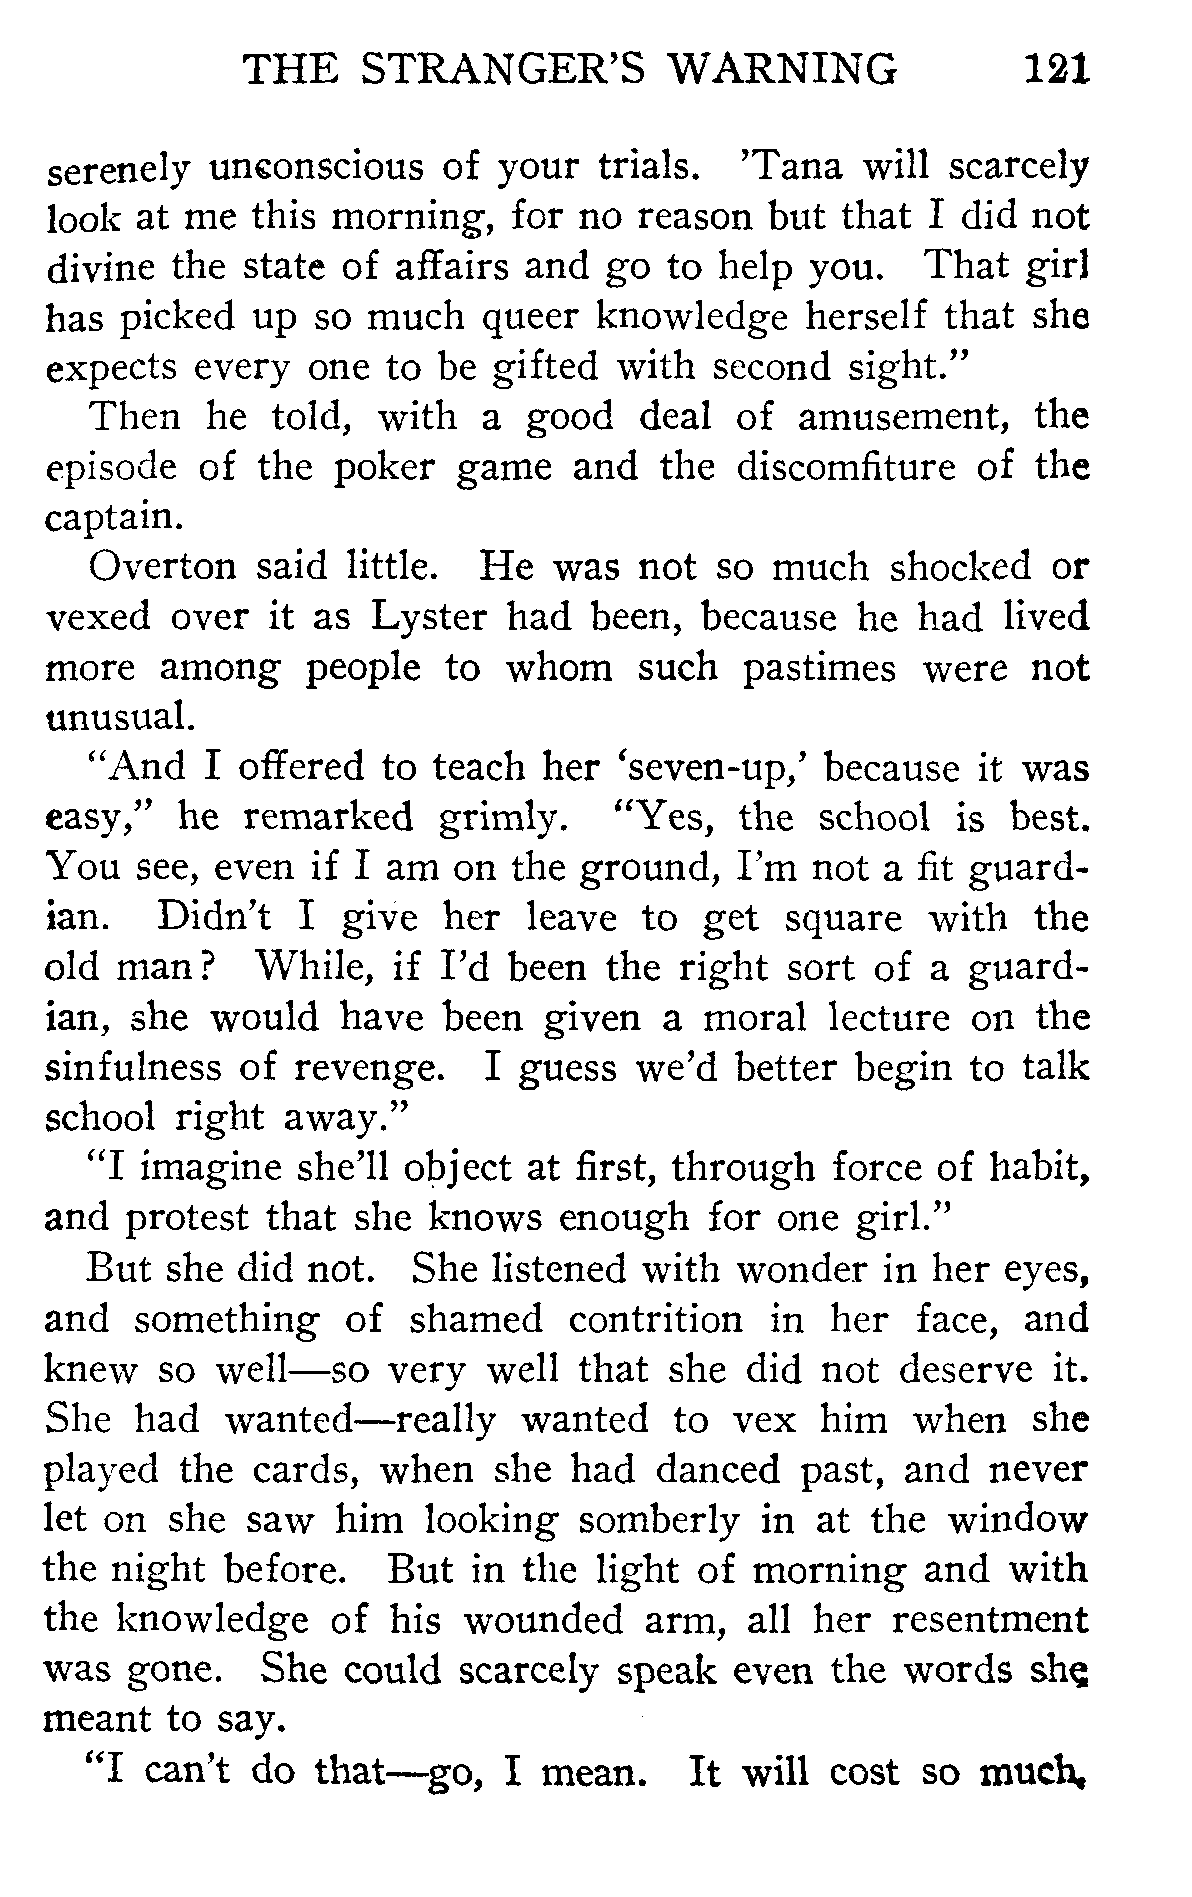 THE STRANGER'S WARNING 121
serenely unconscious of your trials. 'Tana will scarcely
look at me this morning, for no reason but that I did not
divine the state of affairs and go to help you. That girl
has picked up so much queer knowledge herself that she
expects every one to be gifted with second sight."
Then he told, with a good deal of amusement, the
episode of the poker game and the discomfiture of the
captain.
Overton said little. He was not so much shocked or
vexed over it as Lyster had been, because he had lived
more among people to whom such pastimes were not
unusual.
"And I offered to teach her 'seven-up,' because it was
easy," he remarked grimly. "Yes, the school is best.
You see, even if I am on the ground, I'm not a fit guard-
ian. Didn't I give her leave to get square with the
old man? While, if I'd been the right sort of a guard-
ian, she would have been given a moral lecture on the
sinfulness of revenge. I guess we'd better begin to talk
school right away."
"I imagine she'll object at first, through force of habit,
and protest that she knows enough for one girl."
But she did not. She listened with wonder in her eyes,
and something of shamed contrition in her face, and
knew so well—so very well that she did not deserve it.
She had wanted—really wanted to vex him when she
played the cards, when she had danced past, and never
let on she saw him looking somberly in at the window
the night before. But in the light of morning and with
the knowledge of his wounded arm, all her resentment
was gone. She could scarcely speak even the words she
meant to say.
"I can't do that—go, I mean. It will cost so much,